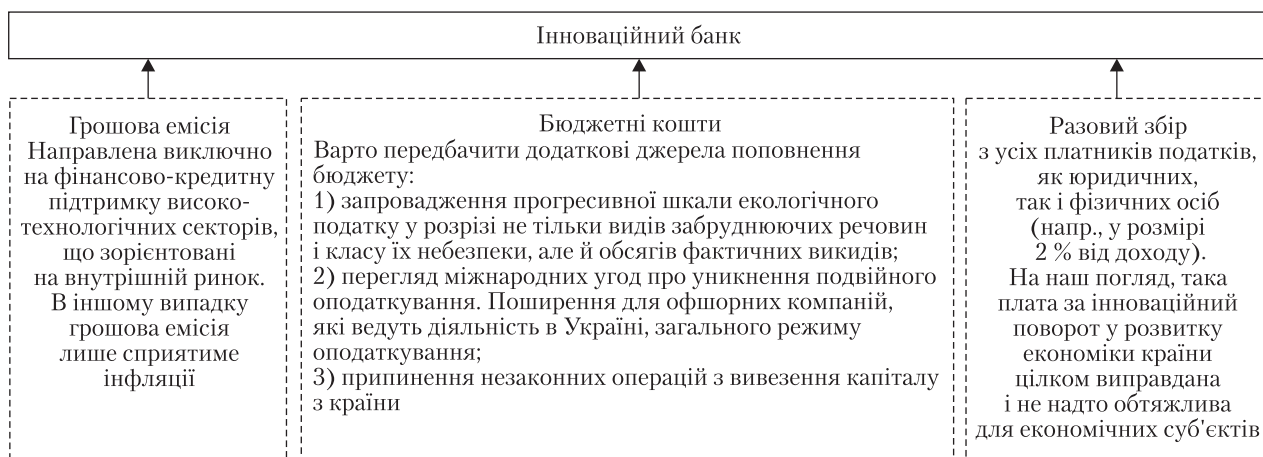 Інноваційний банк
Грошова емісія
Направлена виключно
на фінансово-кредитну
підтримку високо-
технологічних секторів,
що зорієнтовані
на внутрішній ринок.
В іншому випадку
грошова емісія
лише сприятиме
інфляції
Бюджетні кошти
Варто передбачити додаткові джерела поповнення
бюджету:
1) запровадження прогресивної шкали екологічного
податку у розрізі не тільки видів забруднюючих речовин
і класу їх небезпеки, але й обсягів фактичних викидів;
2) перегляд міжнародних угод про уникнення подвійного
оподаткування. Поширення для офшорних компаній,
які ведуть діяльність в Україні, загального режиму
оподаткування;
3) припинення незаконних операцій з вивезення капіталу
з країни
Разовий збір
з усіх платників податків,
як юридичних,
так і фізичних осіб
(напр., у розмірі
2 % від доходу).
На наш погляд, така
плата за інноваційний
поворот у розвитку
економіки країни
цілком виправдана
і не надто обтяжлива
для економічних суб'єктів